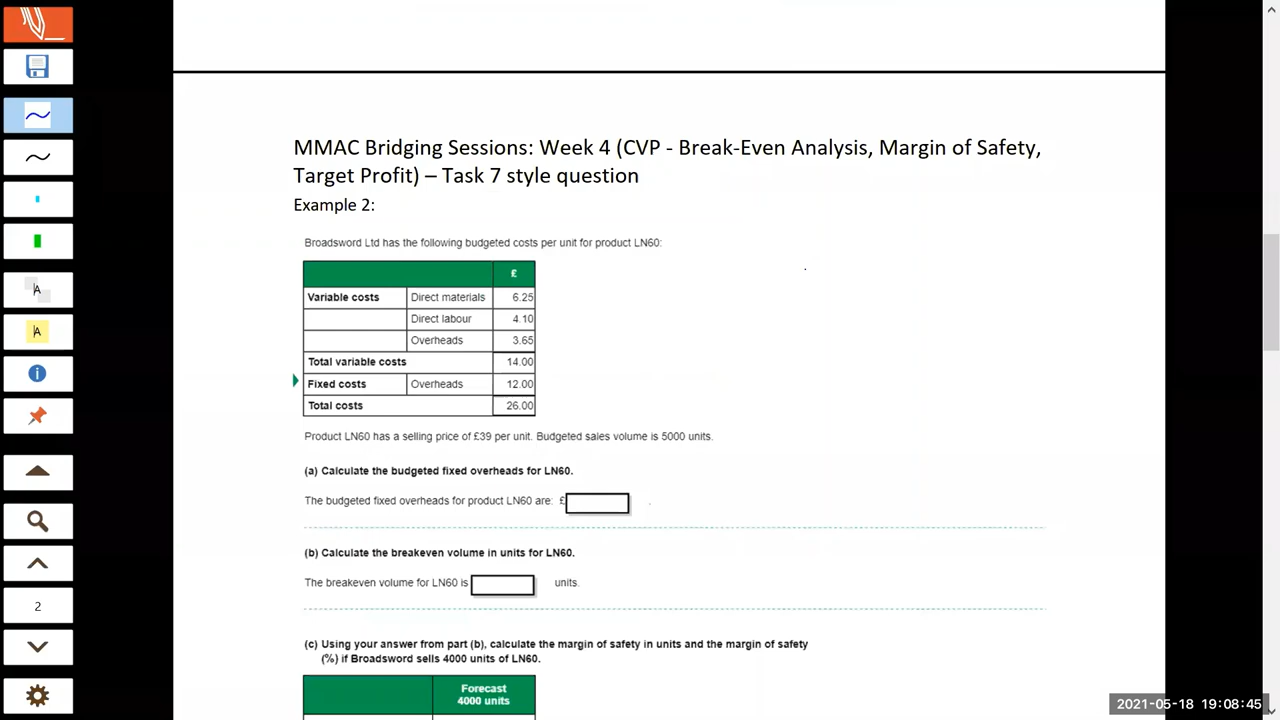 MMAC Bridging Sessions: Week 4 (CVP - Break-Even Analysis, Margin of Safety,
Target Profit) – Task 7 style question
Example 2:
Broadsword Ltd has the following budgeted costs per unit for product LN60:
£
Variable costs Direct materials 6.25
Direct labour 4.10
Overheads 3.65
Total variable costs 14.00
Fixed costs Overheads 12.00
Total costs 26.00
Product LN60 has a selling price of £39 per unit. Budgeted sales volume is 5000 units.
(a) Calculate the budgeted fixed overheads for LN60.
The budgeted fixed overheads for product LN60 are: £ .
(b) Calculate the breakeven volume in units for LN60.
The breakeven volume for LN60 is units.
(c) Using your answer from part (b), calculate the margin of safety in units and the margin of safety
(%) if Broadsword sells 4000 units of LN60.
Forecast
4000 units
A
A
i
2
2021-05-18 19:08:45